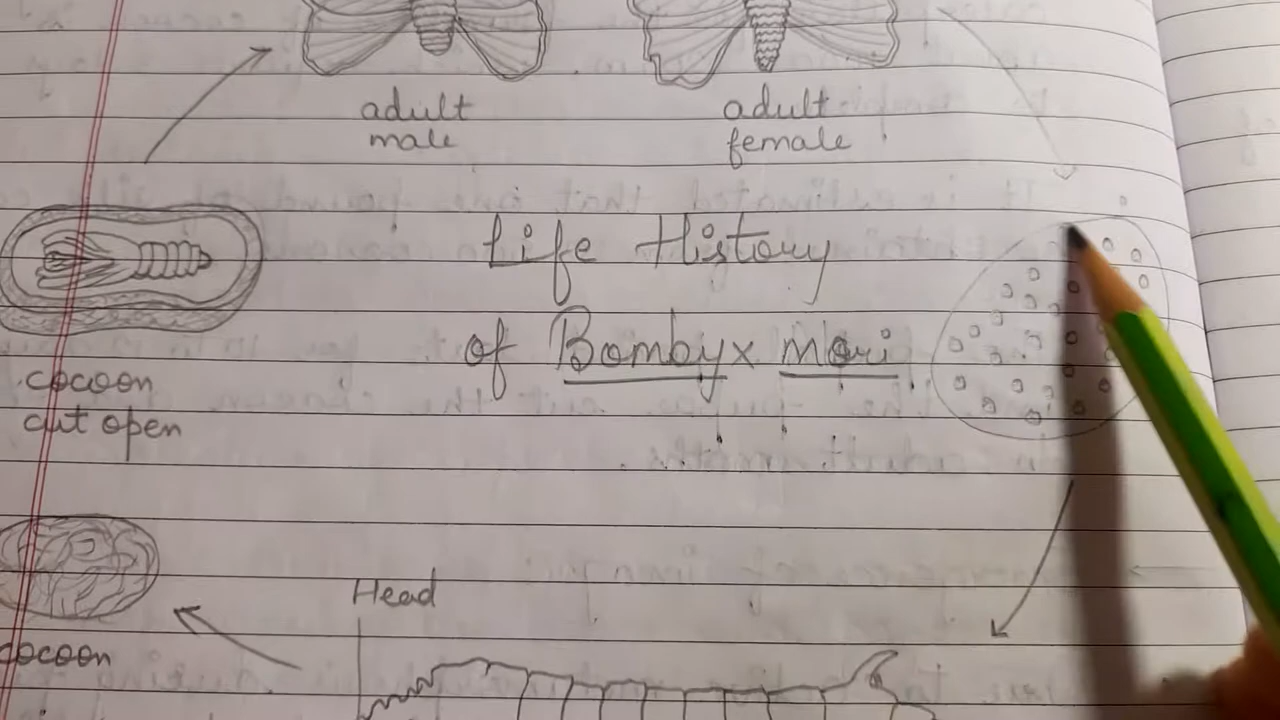 adult
male
adult
female
Life History
of Bombyx Mori
cocoon
cut open
Head
cocoon